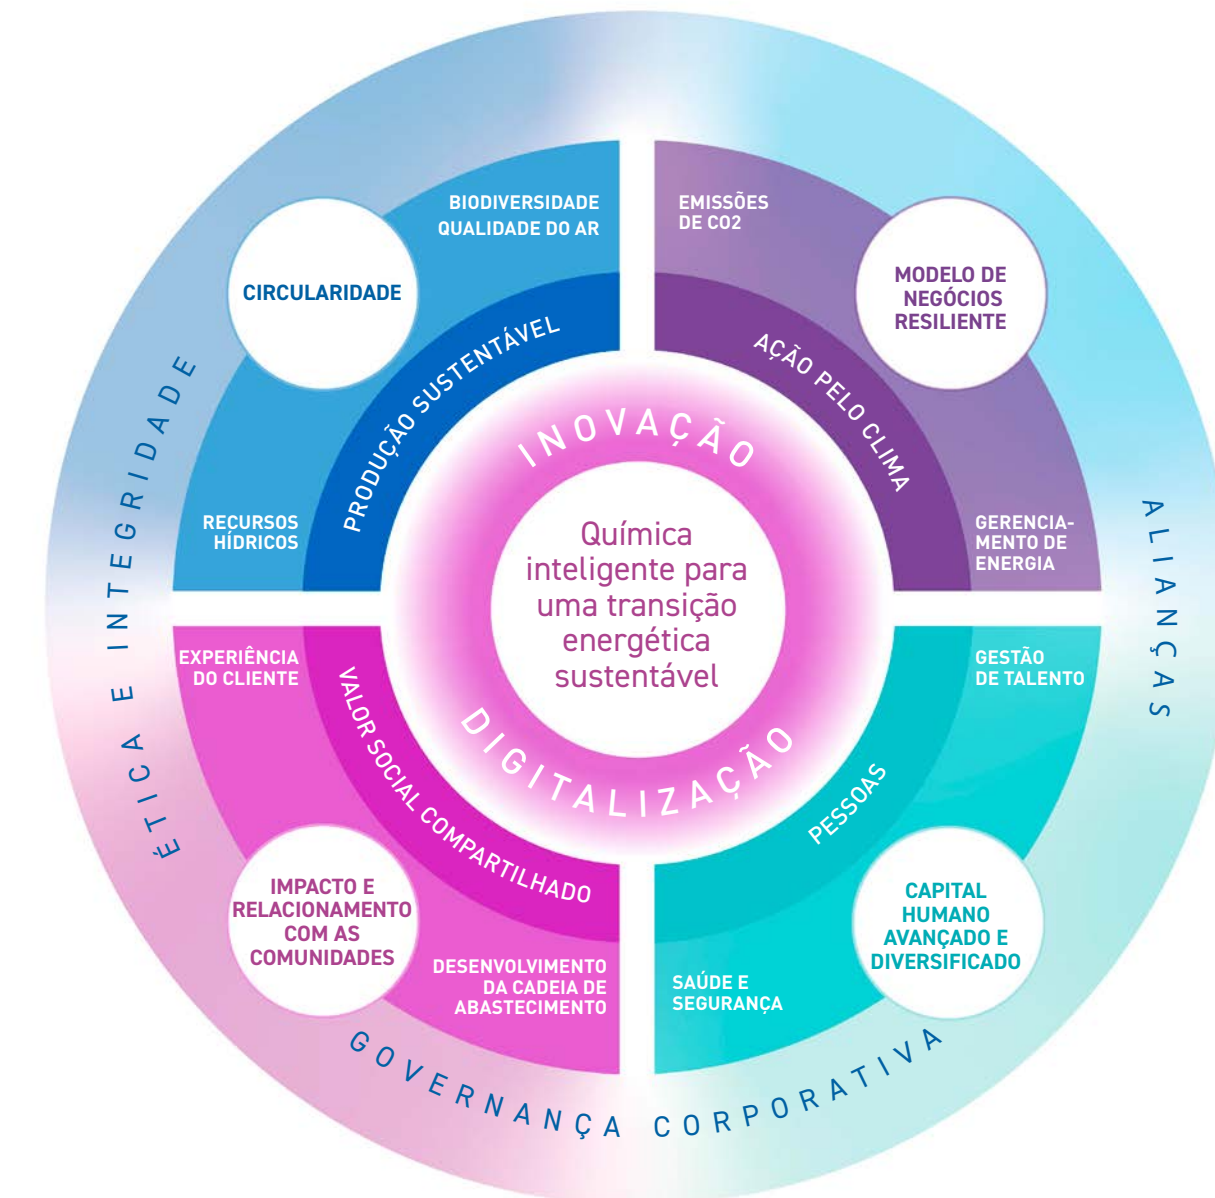 BIODIVERSIDADE
QUALIDADE DO AR
CIRCULARIDADE
RECURSOS
HÍDRICOS
PRODUÇÃO SUSTENTÁVEL
EMISSÕES
DE CO2
MODELO DE
NEGÓCIOS
RESILIENTE
GERENCIA-
MENTO DE
ENERGIA
AÇÃO PELO CLIMA
INOVAÇÃO
Química
inteligente para
uma transição
energética
sustentável
DIGITALIZAÇÃO
EXPERIÊNCIA
DO CLIENTE
VALOR SOCIAL COMPARTILHADO
IMPACTO E
RELACIONAMENTO
COM AS
COMUNIDADES
DESENVOLVIMENTO
DA CADEIA DE
ABASTECIMENTO
GESTÃO
DE TALENTO
PESSOAS
CAPITAL
HUMANO
AVANÇADO E
DIVERSIFICADO
SAÚDE E
SEGURANÇA
ÉTICA E INTEGRIDADE
ALIANÇAS
GOVERNANÇA CORPORATIVA